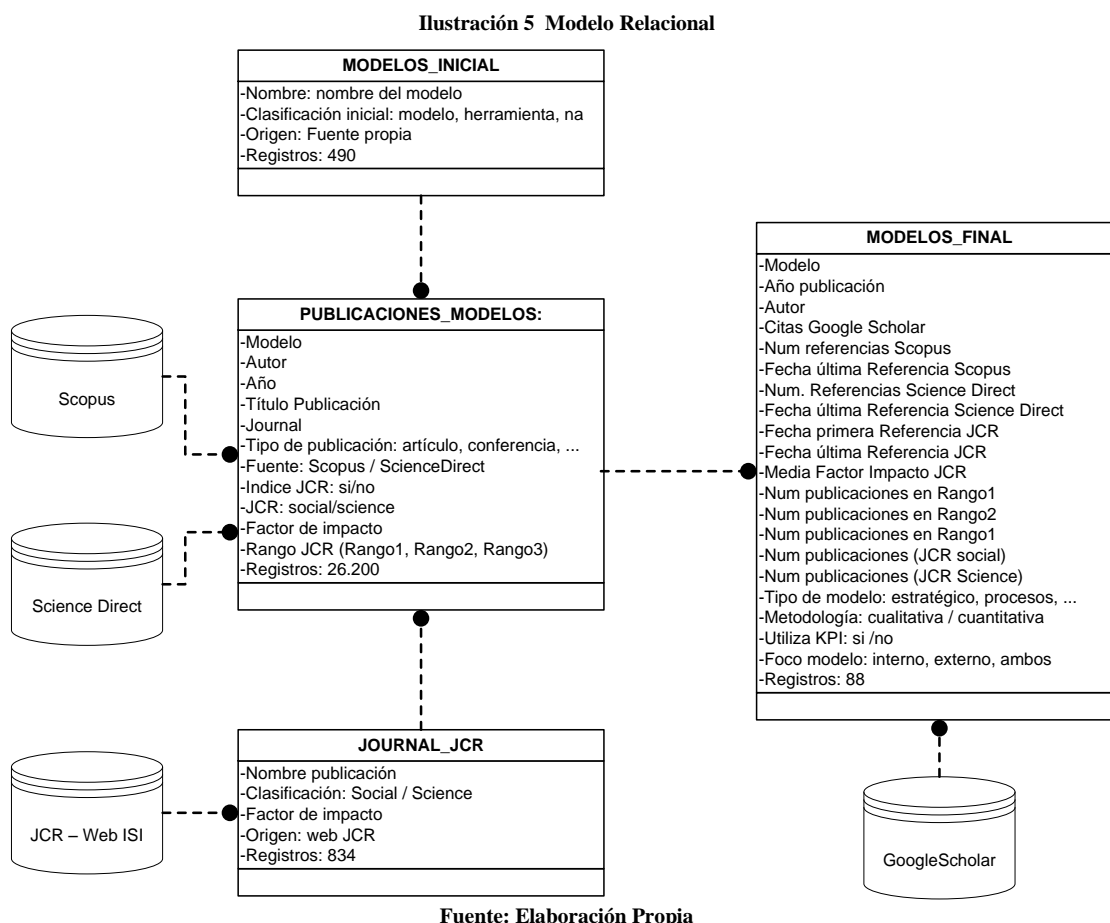 Ilustración 5  Modelo Relacional
MODELOS_INICIAL
-Nombre: nombre del modelo
-Clasificación inicial: modelo, herramienta, na
-Origen: Fuente propia
-Registros: 490
PUBLICACIONES_MODELOS:
-Modelo
-Autor
-Año
-Título Publicación
-Journal
-Tipo de publicación: artículo, conferencia, ...
-Fuente: Scopus / ScienceDirect
-Indice JCR: si/no
-JCR: social/science
-Factor de impacto
-Rango JCR (Rango1, Rango2, Rango3)
-Registros: 26.200
Scopus
Science Direct
MODELOS_FINAL
-Modelo
-Año publicación
-Autor
-Citas Google Scholar
-Num referencias Scopus
-Fecha última Referencia Scopus
-Num. Referencias Science Direct
-Fecha última Referencia Science Direct
-Fecha primera Referencia JCR
-Fecha última Referencia JCR
-Media Factor Impacto JCR
-Num publicaciones en Rango1
-Num publicaciones en Rango2
-Num publicaciones en Rango1
-Num publicaciones (JCR social)
-Num publicaciones (JCR Science)
-Tipo de modelo: estratégico, procesos, ...
-Metodología: cualitativa / cuantitativa
-Utiliza KPI: si /no
-Foco modelo: interno, externo, ambos
-Registros: 88
JOURNAL_JCR
-Nombre publicación
-Clasificación: Social / Science
-Factor de impacto
-Origen: web JCR
-Registros: 834
JCR – Web ISI
GoogleScholar
Fuente: Elaboración Propia